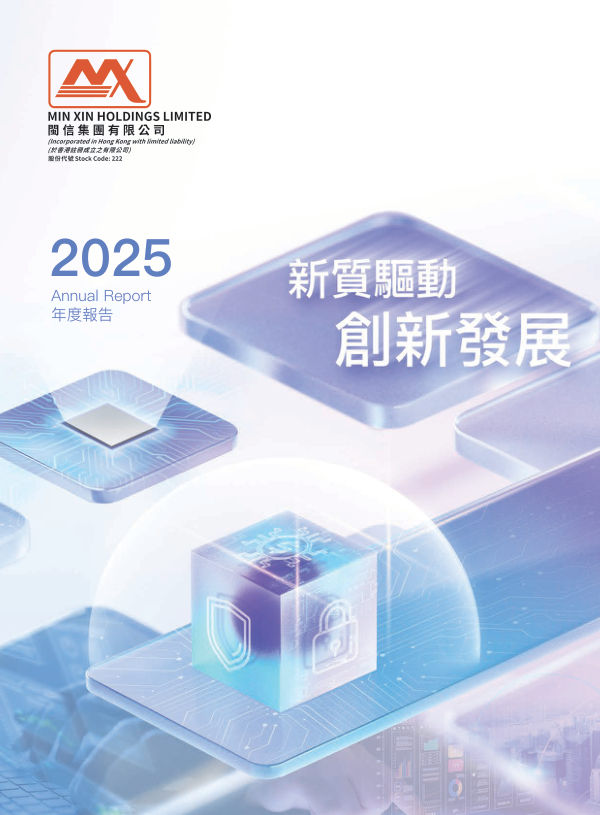 MIN XIN HOLDINGS LIMITED
閩信集團有限公司
(Incorporated in Hong Kong with limited liability)
(於香港註冊成立之有限公司)
股份代號 Stock Code: 222
2025
Annual Report
年度報告
新質驅動
創新發展